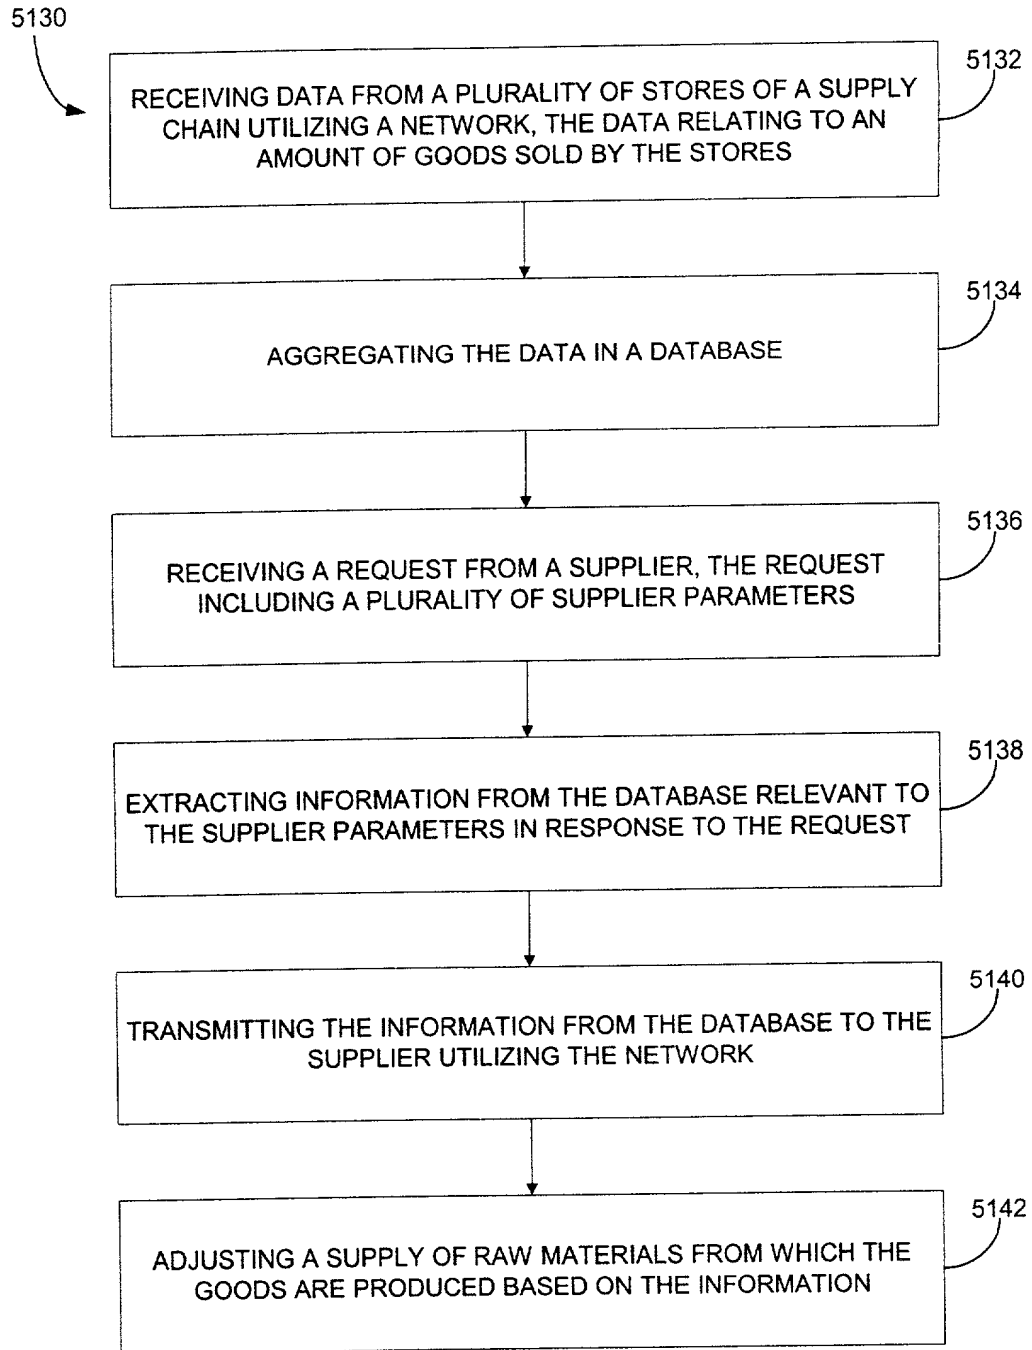 5130
5132
RECEIVING DATA FROM A PLURALITY OF STORES OF A SUPPLY
CHAIN UTILIZING A NETWORK, THE DATA RELATING TO AN
AMOUNT OF GOODS SOLD BY THE STORES
5134
AGGREGATING THE DATA IN A DATABASE
5136
RECEIVING A REQUEST FROM A SUPPLIER, THE REQUEST
INCLUDING A PLURALITY OF SUPPLIER PARAMETERS
5138
EXTRACTING INFORMATION FROM THE DATABASE RELEVANT TO
THE SUPPLIER PARAMETERS IN RESPONSE TO THE REQUEST
5140
TRANSMITTING THE INFORMATION FROM THE DATABASE TO THE
SUPPLIER UTILIZING THE NETWORK
5142
ADJUSTING A SUPPLY OF RAW MATERIALS FROM WHICH THE
GOODS ARE PRODUCED BASED ON THE INFORMATION